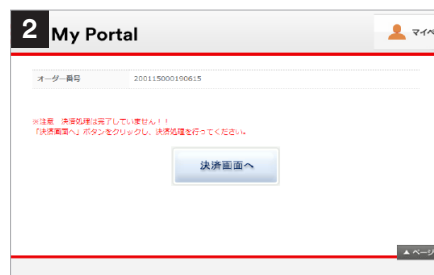 2
My Portal
マイペ
オーダー番号 200115000190615
※注意 決済処理は完了していません！！
「決済画面へ」ボタンをクリックし、決済処理を行ってください。
決済画面へ
▲ ページ